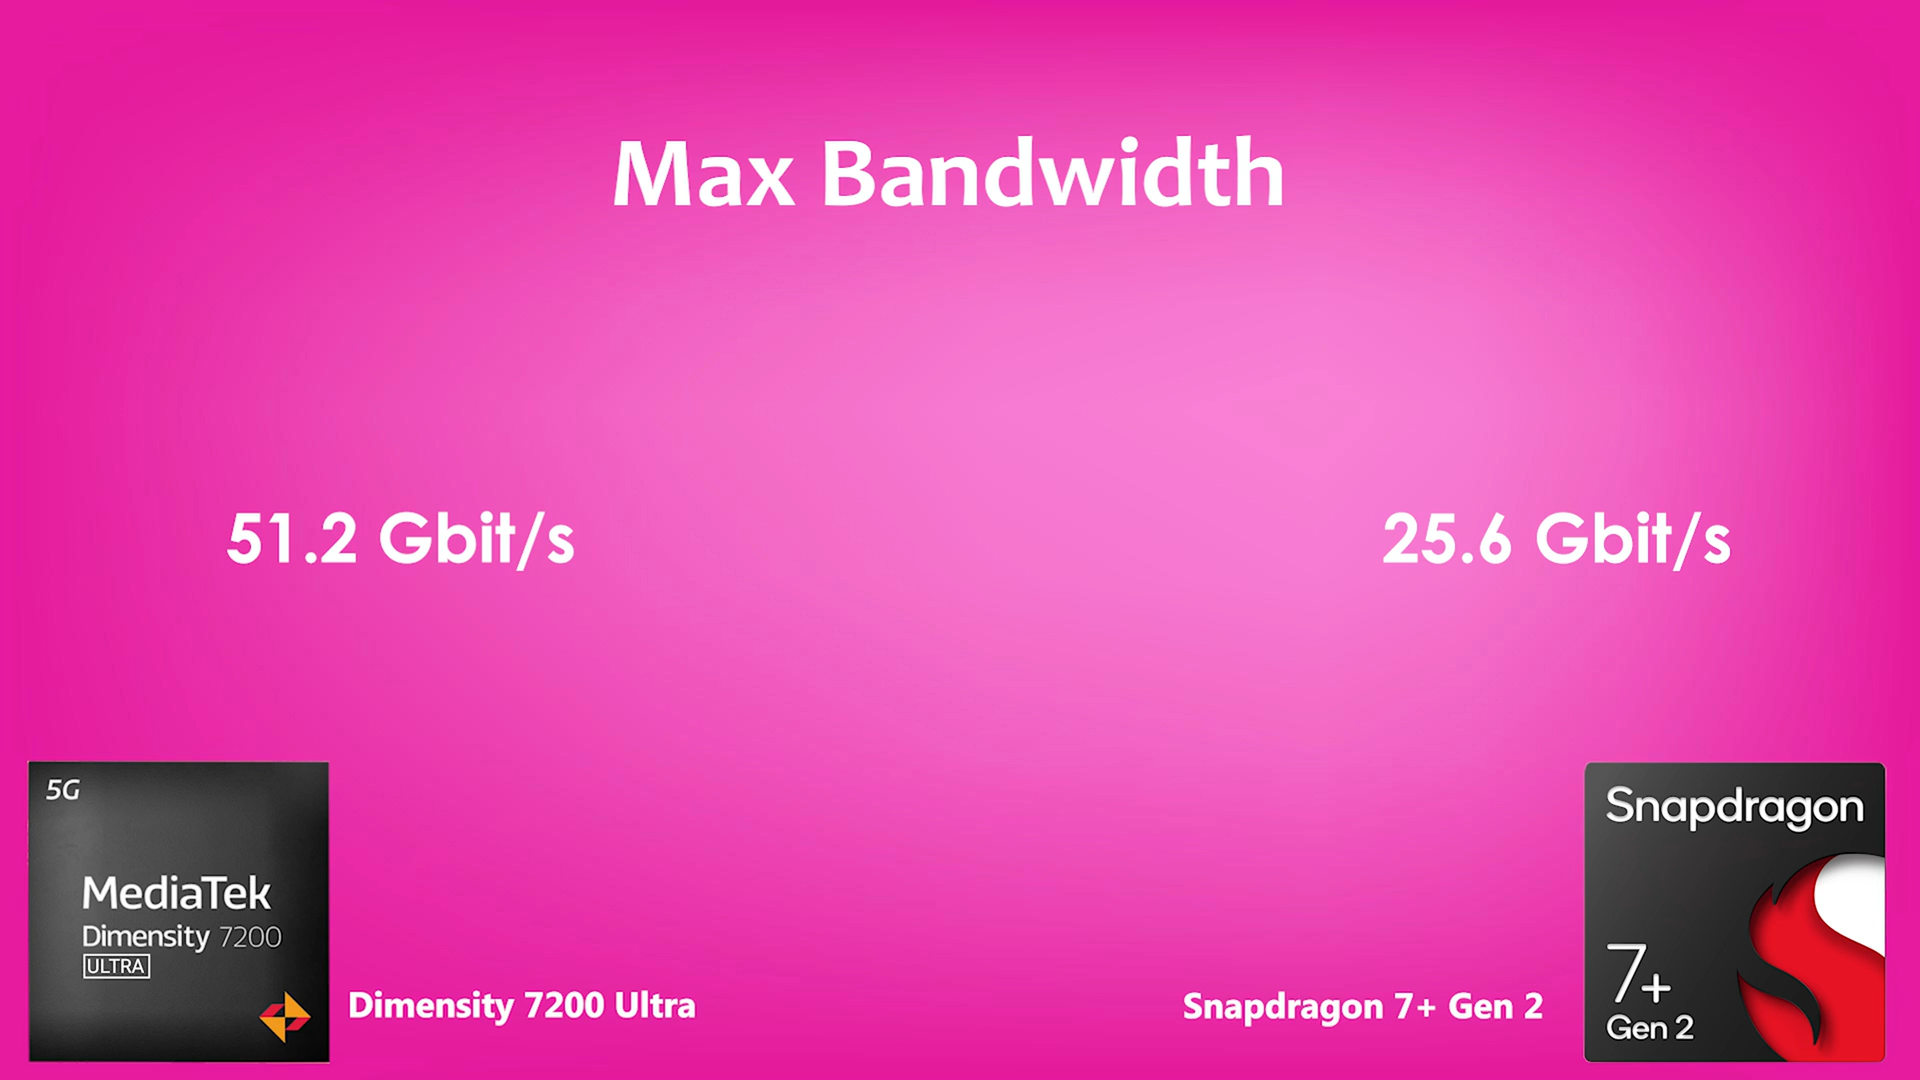 Max Bandwidth
51.2 Gbit/s
25.6 Gbit/s
5G
MediaTek
Dimensity 7200
ULTRA
Dimensity 7200 Ultra
Snapdragon 7+ Gen 2
Snapdragon
7+
Gen 2